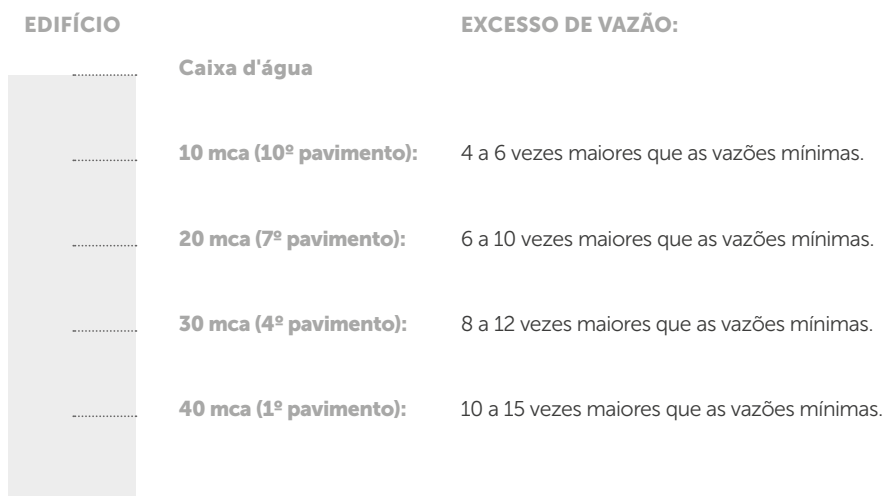 EDIFÍCIO EXCESSO DE VAZÃO:
Caixa d'água
10 mca (10º pavimento): 4 a 6 vezes maiores que as vazões mínimas.
20 mca (7º pavimento): 6 a 10 vezes maiores que as vazões mínimas.
30 mca (4º pavimento): 8 a 12 vezes maiores que as vazões mínimas.
40 mca (1º pavimento): 10 a 15 vezes maiores que as vazões mínimas.